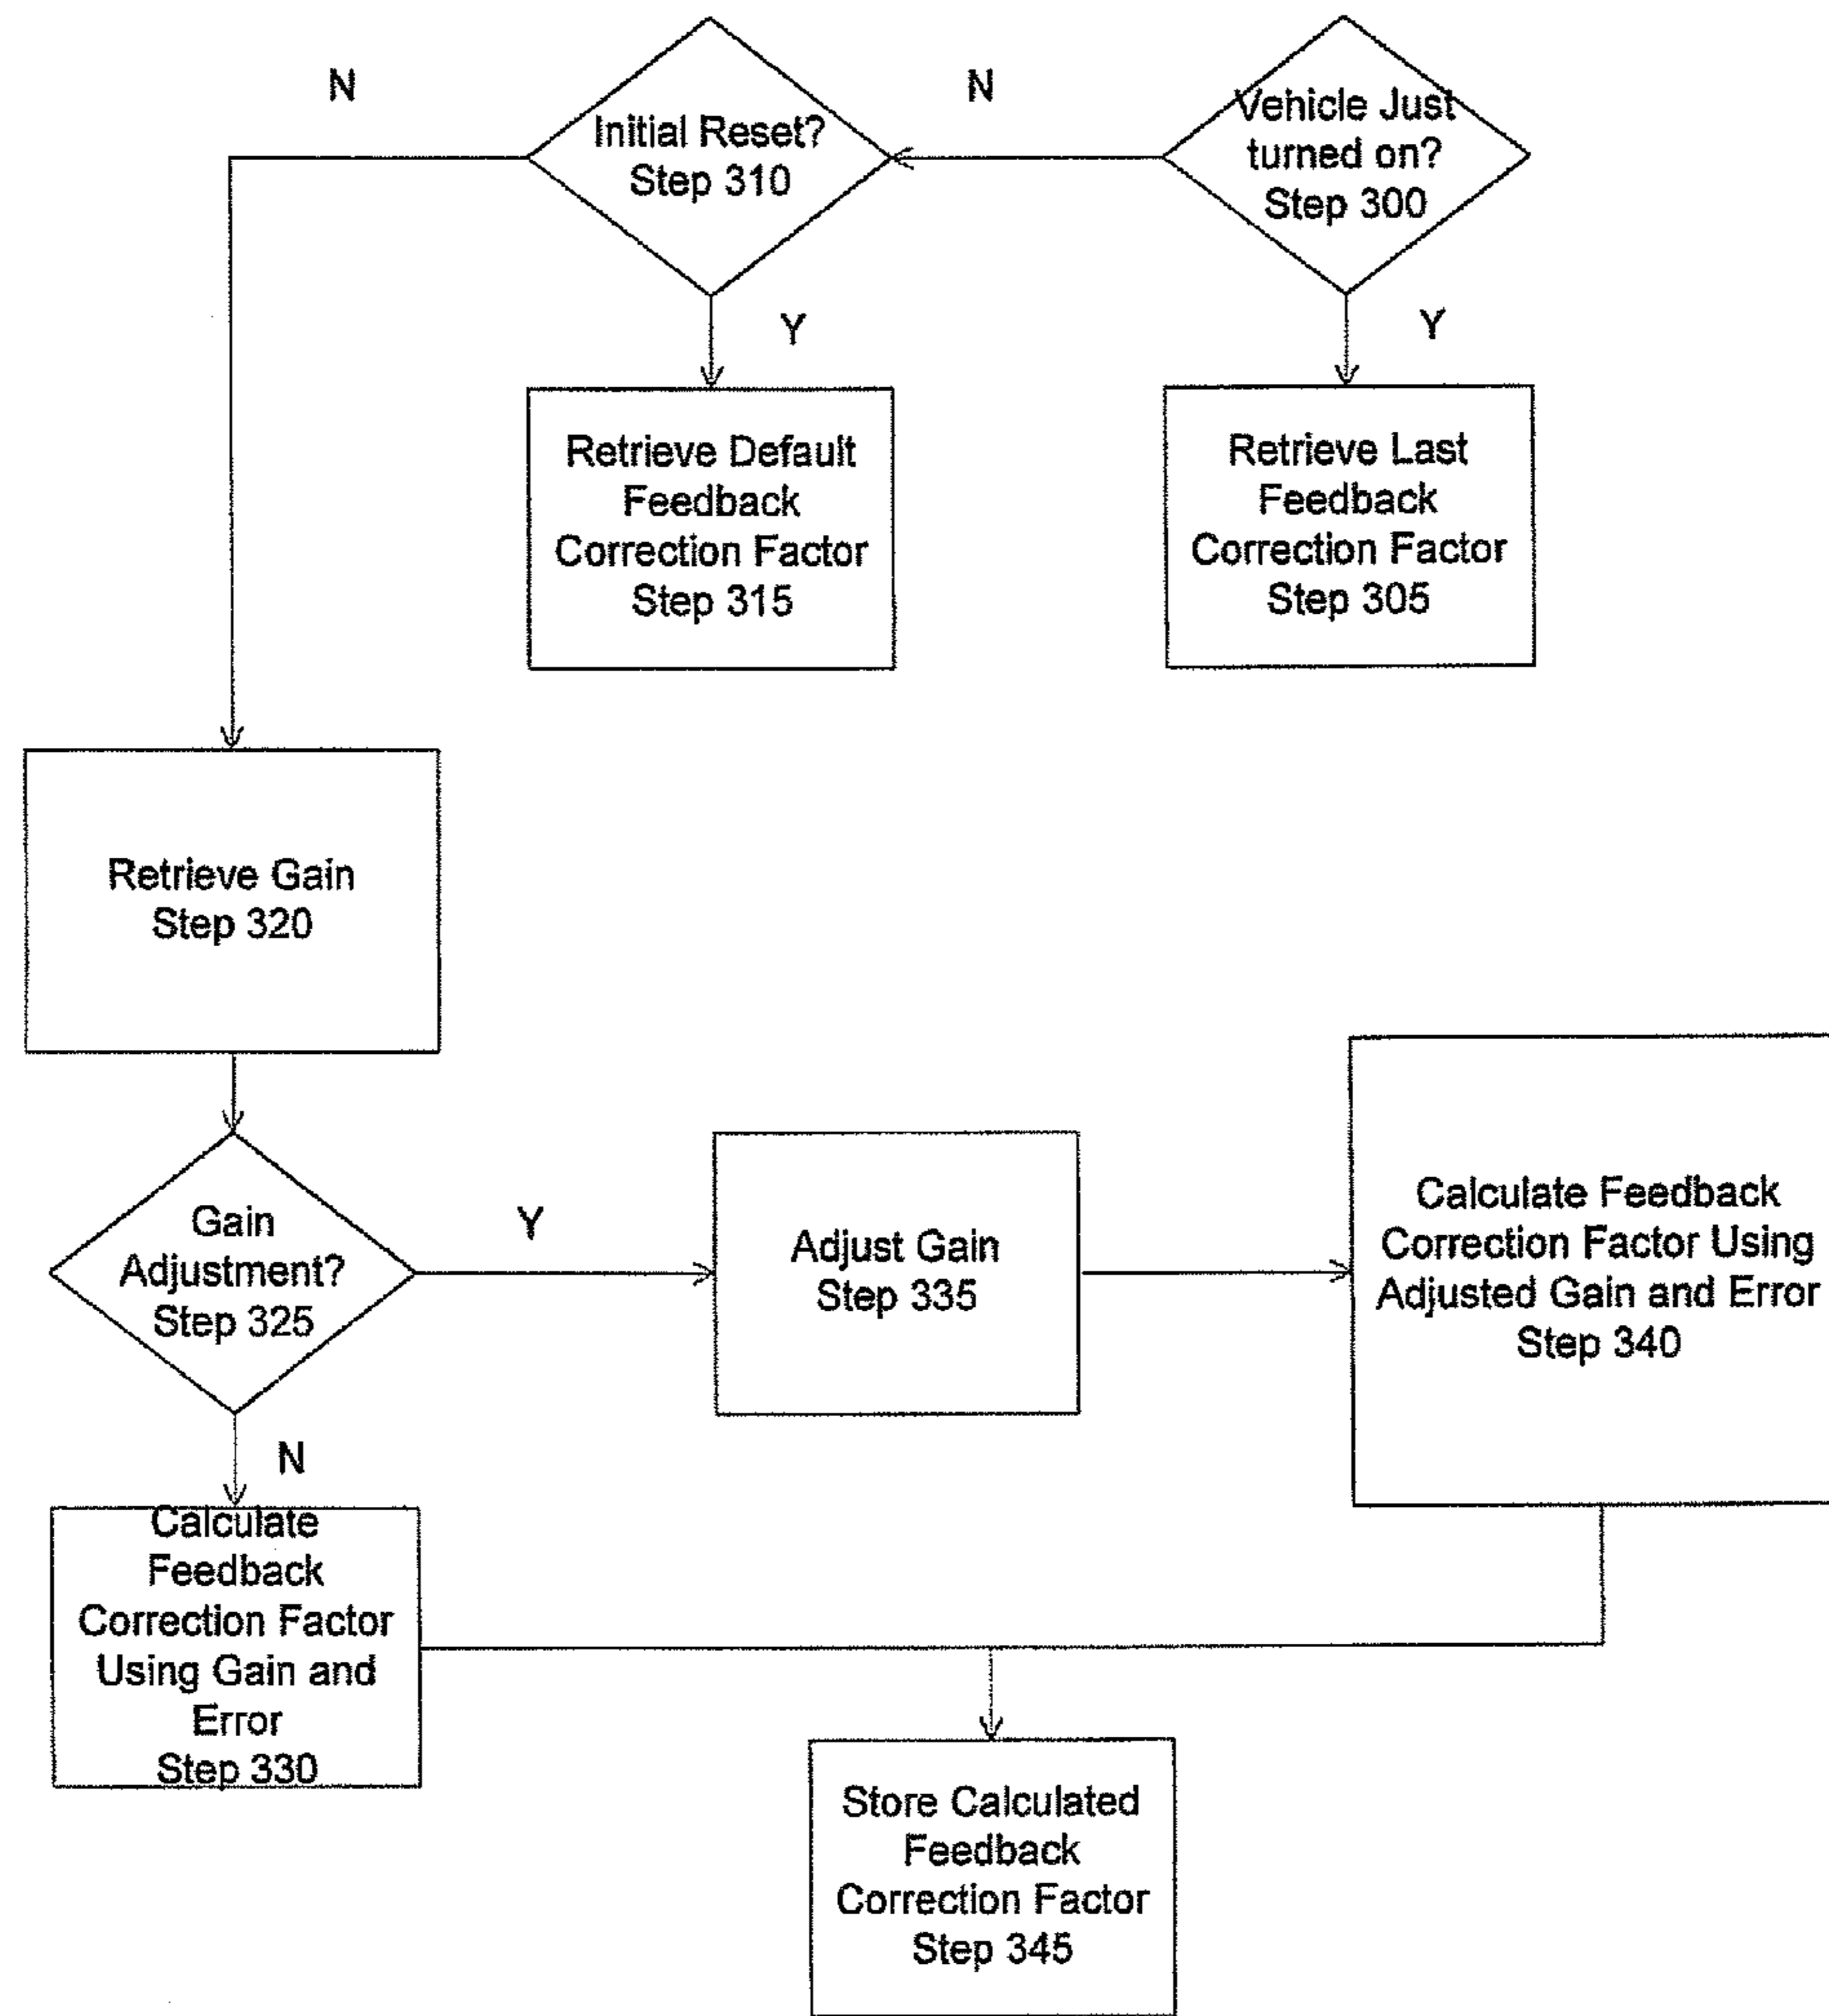 N
Initial Reset?
Step 310
N
Vehicle Just
turned on?
Step 300
Y
Y
Retrieve Default
Feedback
Correction Factor
Step 315
Retrieve Last
Feedback
Correction Factor
Step 305
Retrieve Gain
Step 320
Gain
Adjustment?
Step 325
Y
Adjust Gain
Step 335
Calculate Feedback
Correction Factor Using
Adjusted Gain and Error
Step 340
N
Calculate
Feedback
Correction Factor
Using Gain and
Error
Step 330
Store Calculated
Feedback
Correction Factor
Step 345